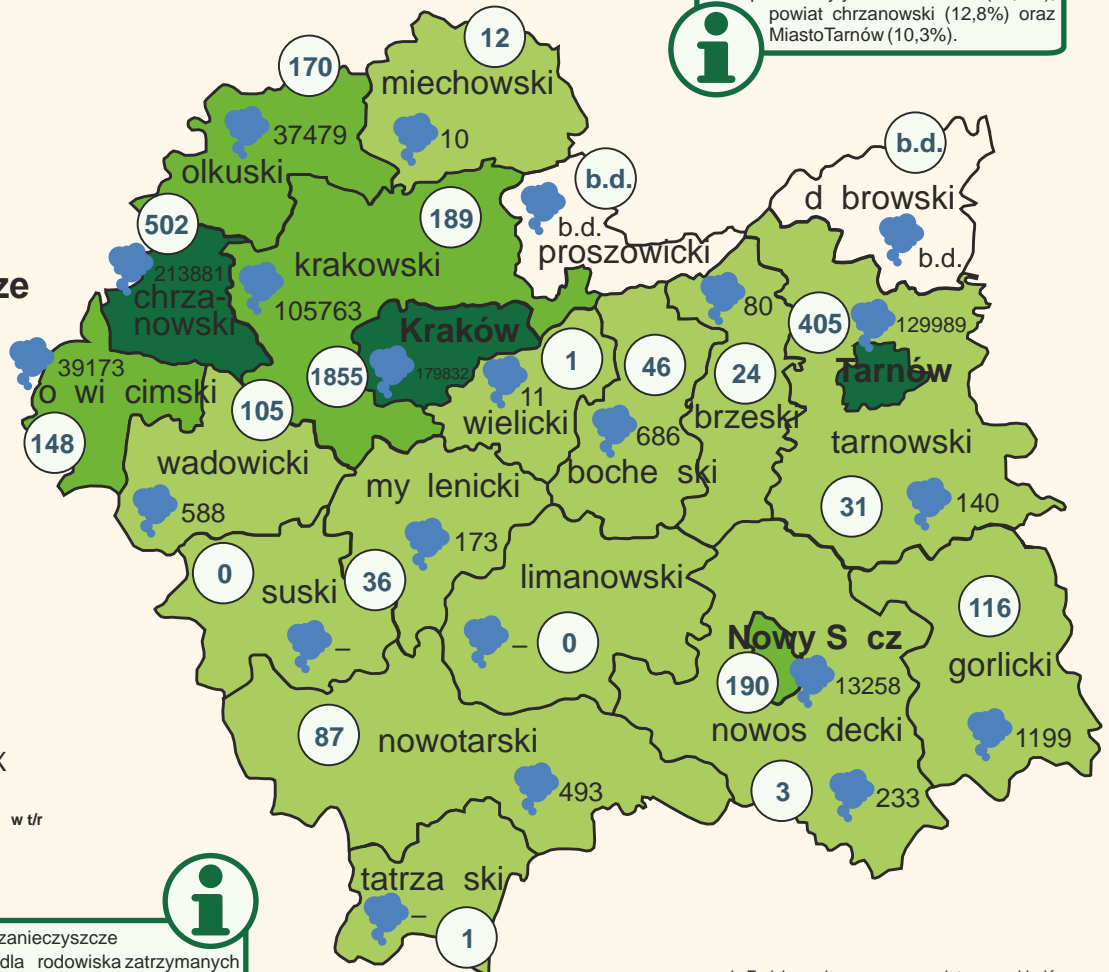 powiat chrzanowski (12,8%) oraz
MiastoTarnów (10,3%).
12
170
miechowski
37479
10
olkuski
b.d.
b.d.
502
189
d browski
b.d.
proszowicki
b.d.
213881
krakowski
chrza-
nowski
ze
105763
80
405
129989
Kraków
39173
1855
179832
1
46
24
Tarnów
o wi cimski
11
105
wielicki
brzeski
148
686
tarnowski
wadowicki
boche ski
my lenicki
588
31
140
173
0
36
limanowski
suski
116
–
–
0
Nowy S cz
gorlicki
190
13258
87
nowotarski
nowos decki
1199
X
493
3
233
w t/r
tatrza ski
–
1
zanieczyszcze
dla rodowiska zatrzymanych